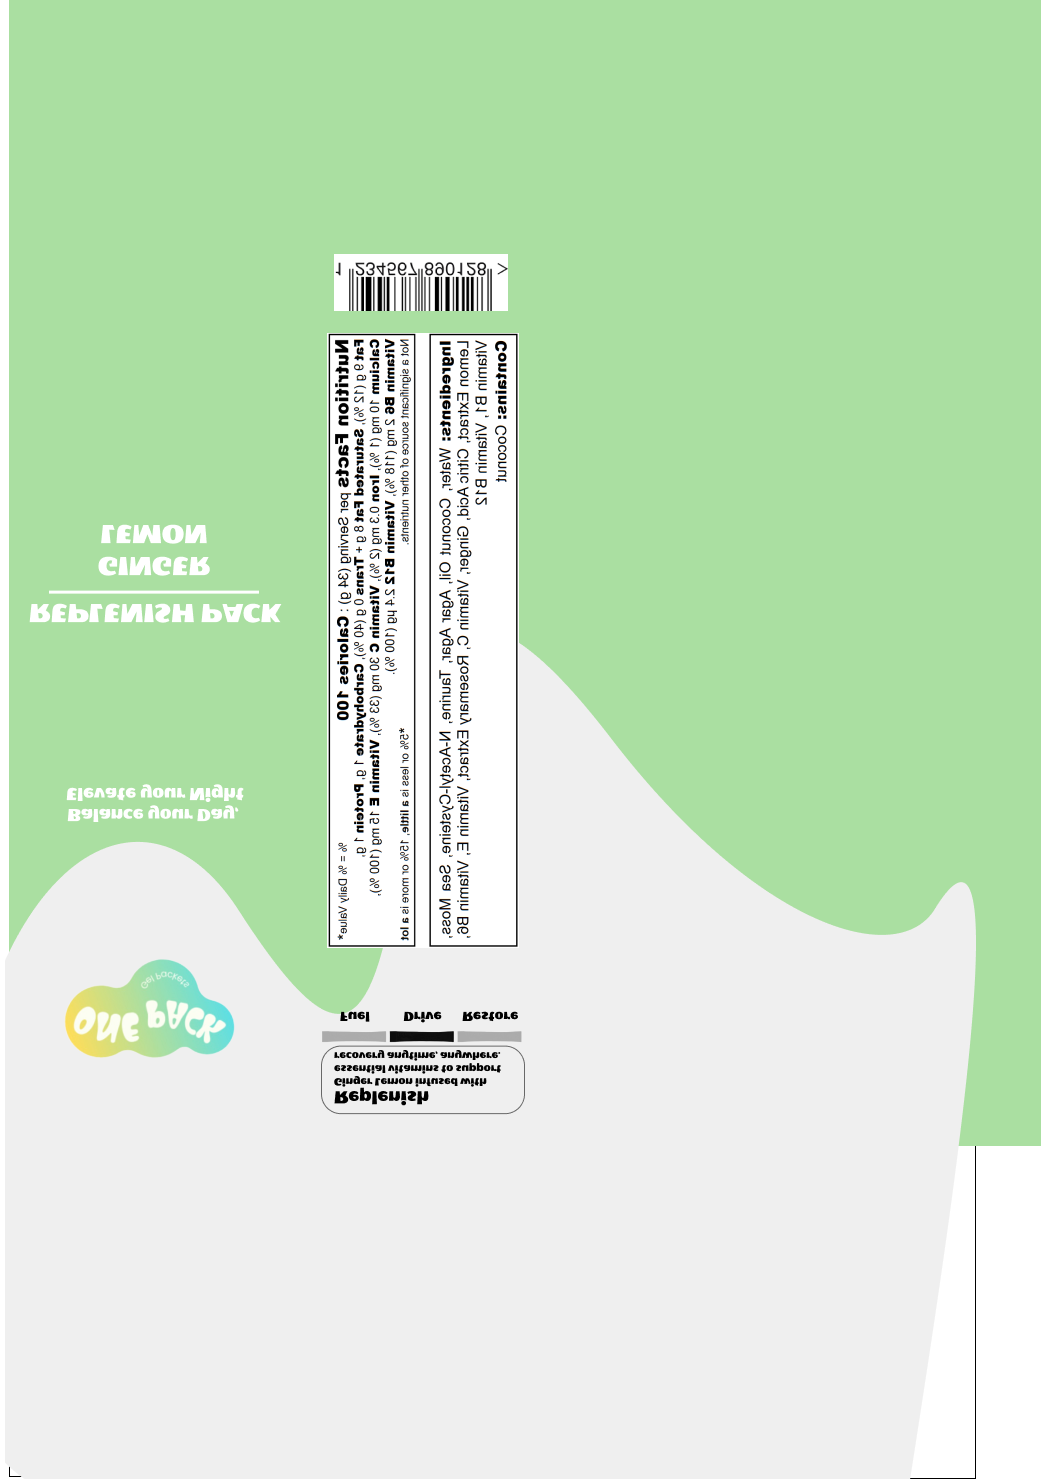 Gel Packets
ONE PACK
Balance your Day,
Elevate your Night
REPLENISH PACK
GINGER
LEMON
Replenish
Ginger Lemon infused with
essential vitamins to support
recovery anytime, anywhere.
Fuel Drive Restore
Nutrition Facts per Serving (34 g) : Calories 100 % = % Daily Value*
Fat 9 g (12 %), Saturated Fat 8 g + Trans 0 g (40 %), Carbohydrate 1 g, Protein 1 g,
Calcium 10 mg (1 %), Iron 0.3 mg (2 %), Vitamin C 30 mg (33 %), Vitamin E 15 mg (100 %),
Vitamin B6 2 mg (118 %), Vitamin B12 2.4 µg (100 %).
Not a significant source of other nutrients. *5% or less is a little, 15% or more is a lot
Ingredients: Water, Coconut Oil, Agar Agar, Taurine, N-Acetyl-Cysteine, Sea Moss,
Lemon Extract, Citric Acid, Ginger, Vitamin C, Rosemary Extract, Vitamin E, Vitamin B6,
Vitamin B1, Vitamin B12
Contains: Coconut
1 234567 890128 >